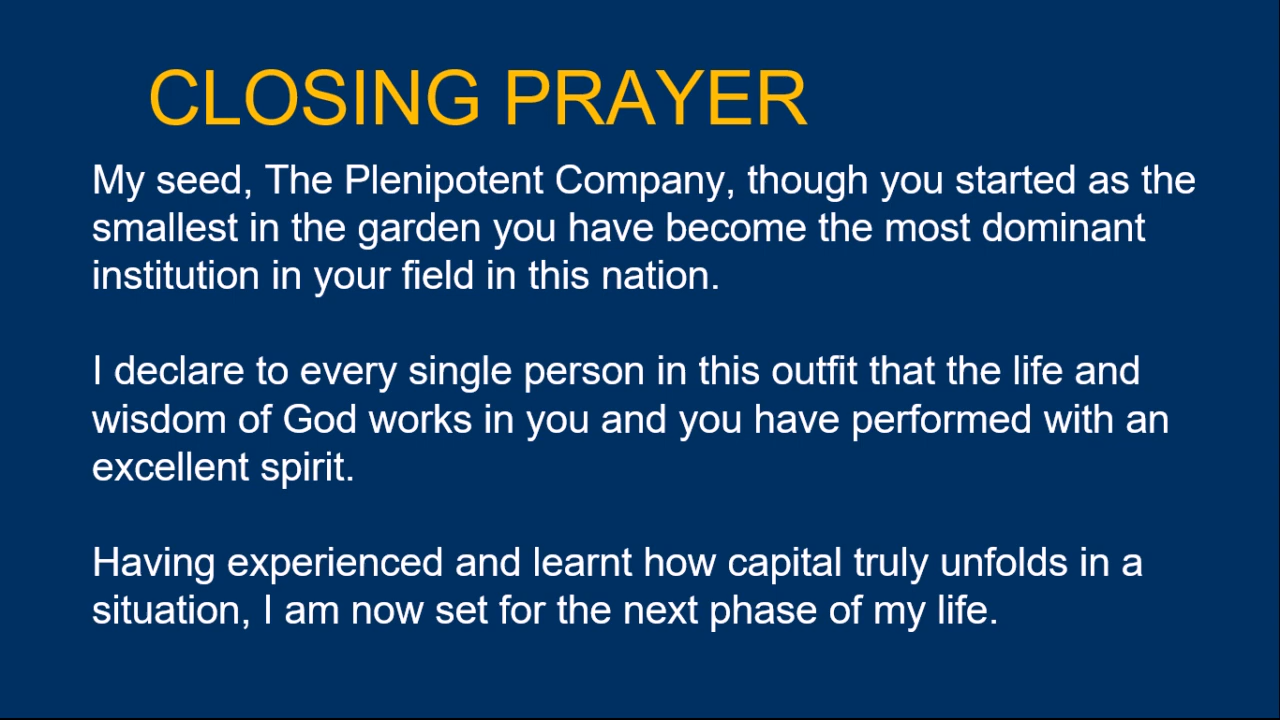 CLOSING PRAYER
My seed, The Plenipotent Company, though you started as the
smallest in the garden you have become the most dominant
institution in your field in this nation.
I declare to every single person in this outfit that the life and
wisdom of God works in you and you have performed with an
excellent spirit.
Having experienced and learnt how capital truly unfolds in a
situation, I am now set for the next phase of my life.